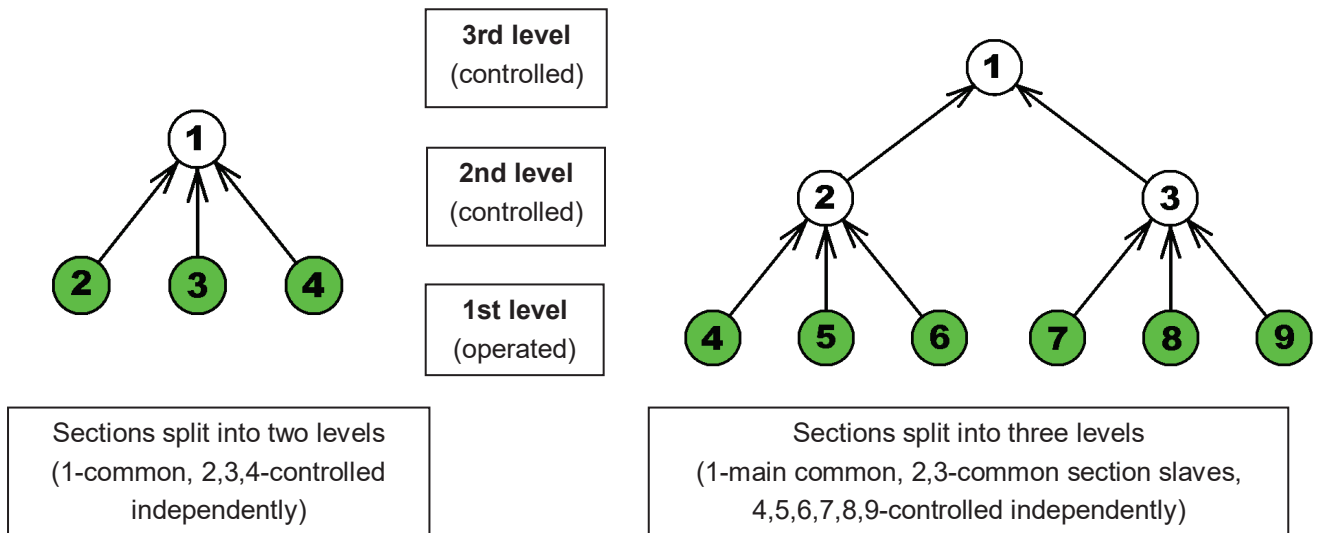 1
2 3 4
3rd level
(controlled)
2nd level
(controlled)
1st level
(operated)
1
2 3
4 5 6 7 8 9
Sections split into two levels
(1-common, 2,3,4-controlled
independently)
Sections split into three levels
(1-main common, 2,3-common section slaves,
4,5,6,7,8,9-controlled independently)